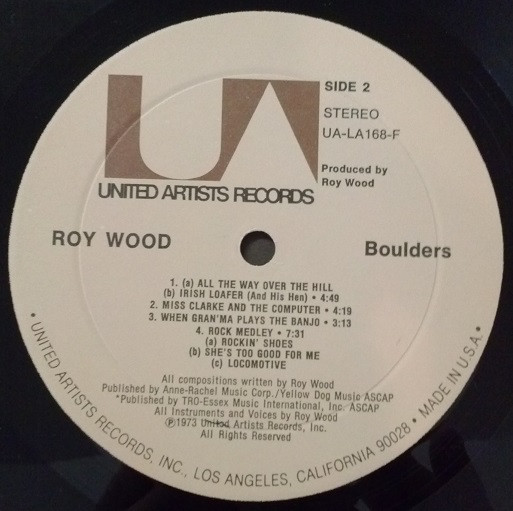 UA
UNITED ARTISTS RECORDS
SIDE 2
STEREO
UA-LA168-F
Produced by
Roy Wood
ROY WOOD
Boulders
1. (a) ALL THE WAY OVER THE HILL
(b) IRISH LOAFER (And His Hen) • 4:49
2. MISS CLARKE AND THE COMPUTER • 4:19
3. WHEN GRAN'MA PLAYS THE BANJO • 3:13
4. ROCK MEDLEY • 7:31
(a) ROCKIN' SHOES
(b) SHE'S TOO GOOD FOR ME
(c) LOCOMOTIVE
All compositions written by Roy Wood
Published by Anne-Rachel Music Corp./Yellow Dog Music ASCAP
*Published by TRO-Essex Music International, Inc. ASCAP
All Instruments and Voices by Roy Wood
℗1973 United Artists Records, Inc.
All Rights Reserved
• UNITED ARTISTS RECORDS, INC., LOS ANGELES, CALIFORNIA 90028 • MADE IN U.S.A. •